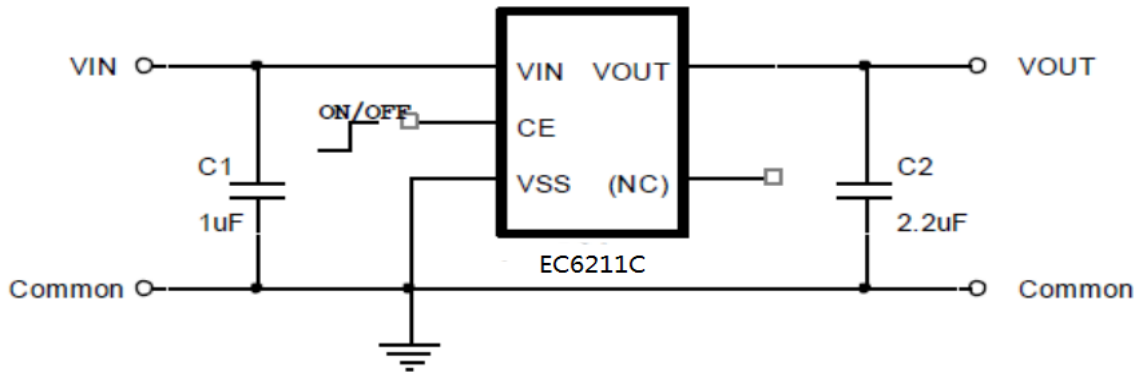 VIN
VIN VOUT
VOUT
ON/OFF
CE
C1
VSS (NC)
C2
1uF
2.2uF
EC6211C
Common
Common